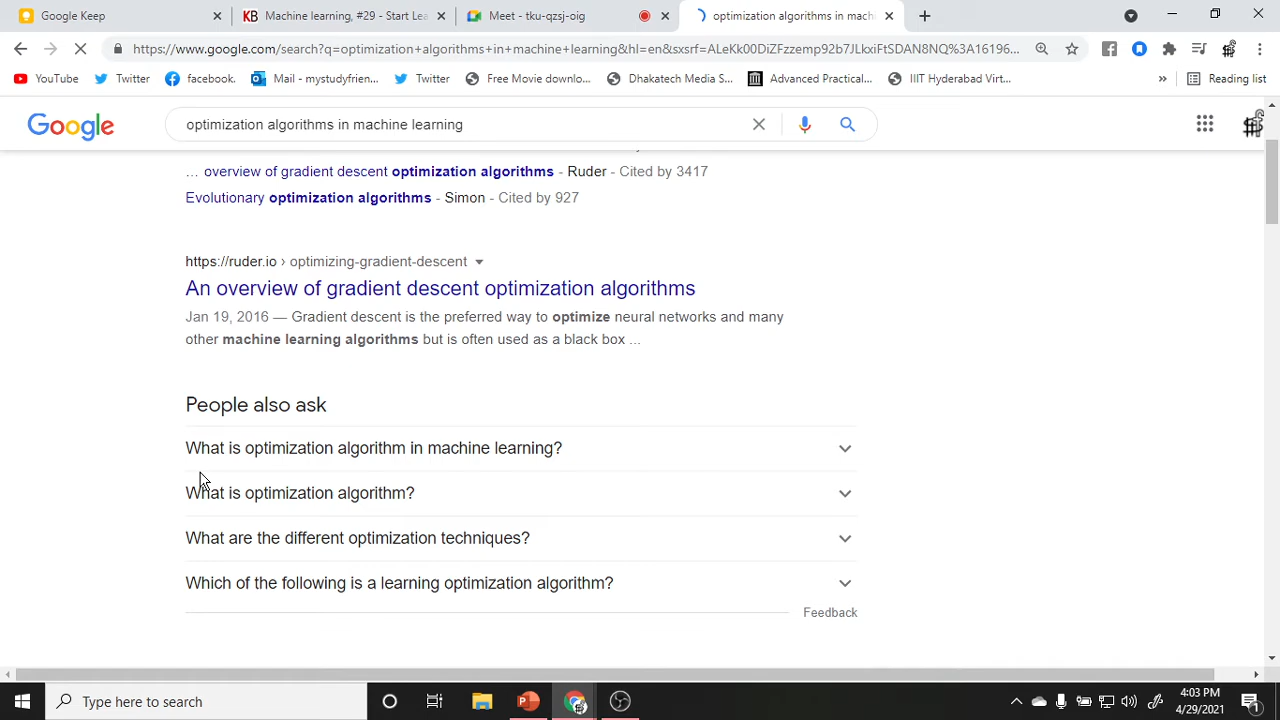 Google Keep
KB Machine learning, #29 - Start Lea
Meet - tku-qzsj-oig
optimization algorithms in mach
https://www.google.com/search?q=optimization+algorithms+in+machine+learning&hl=en&sxsrf=ALeKk00DiZFzzemp92b7JLkxiFtSDAN8NQ%3A16196...
YouTube
Twitter
facebook.
Mail - mystudyfrien...
Twitter
Free Movie downlo...
Dhakatech Media S...
Advanced Practical...
IIIT Hyderabad Virt...
»
Reading list
Google
optimization algorithms in machine learning
... overview of gradient descent optimization algorithms - Ruder - Cited by 3417
Evolutionary optimization algorithms - Simon - Cited by 927
https://ruder.io › optimizing-gradient-descent
An overview of gradient descent optimization algorithms
Jan 19, 2016 — Gradient descent is the preferred way to optimize neural networks and many
other machine learning algorithms but is often used as a black box ...
People also ask
What is optimization algorithm in machine learning?
What is optimization algorithm?
What are the different optimization techniques?
Which of the following is a learning optimization algorithm?
Feedback
Type here to search
4:03 PM
4/29/2021
1